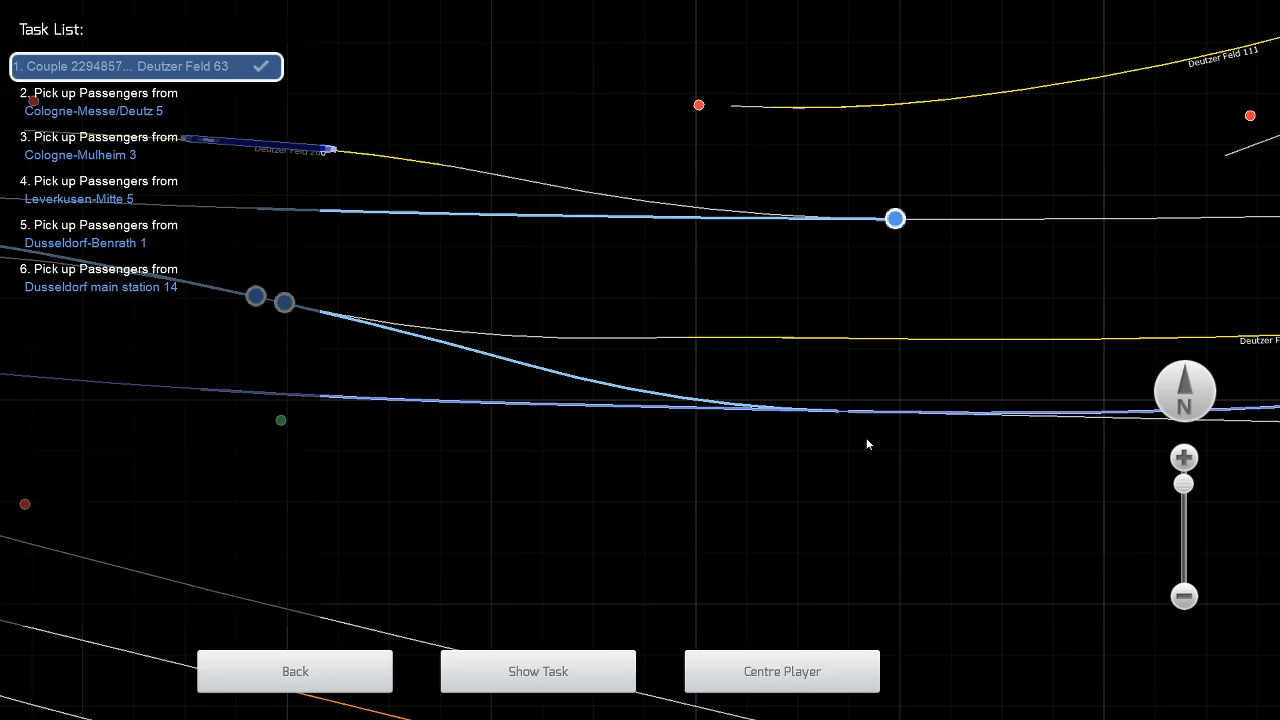 Task List:
1. Couple 2294857... Deutzer Feld 63
2. Pick up Passengers from
Cologne-Messe/Deutz 5
3. Pick up Passengers from
Cologne-Mulheim 3
4. Pick up Passengers from
Leverkusen-Mitte 5
5. Pick up Passengers from
Dusseldorf-Benrath 1
6. Pick up Passengers from
Dusseldorf main station 14
Deutzer Feld 111
Deutzer Feld
Deutzer F
N
Back
Show Task
Centre Player